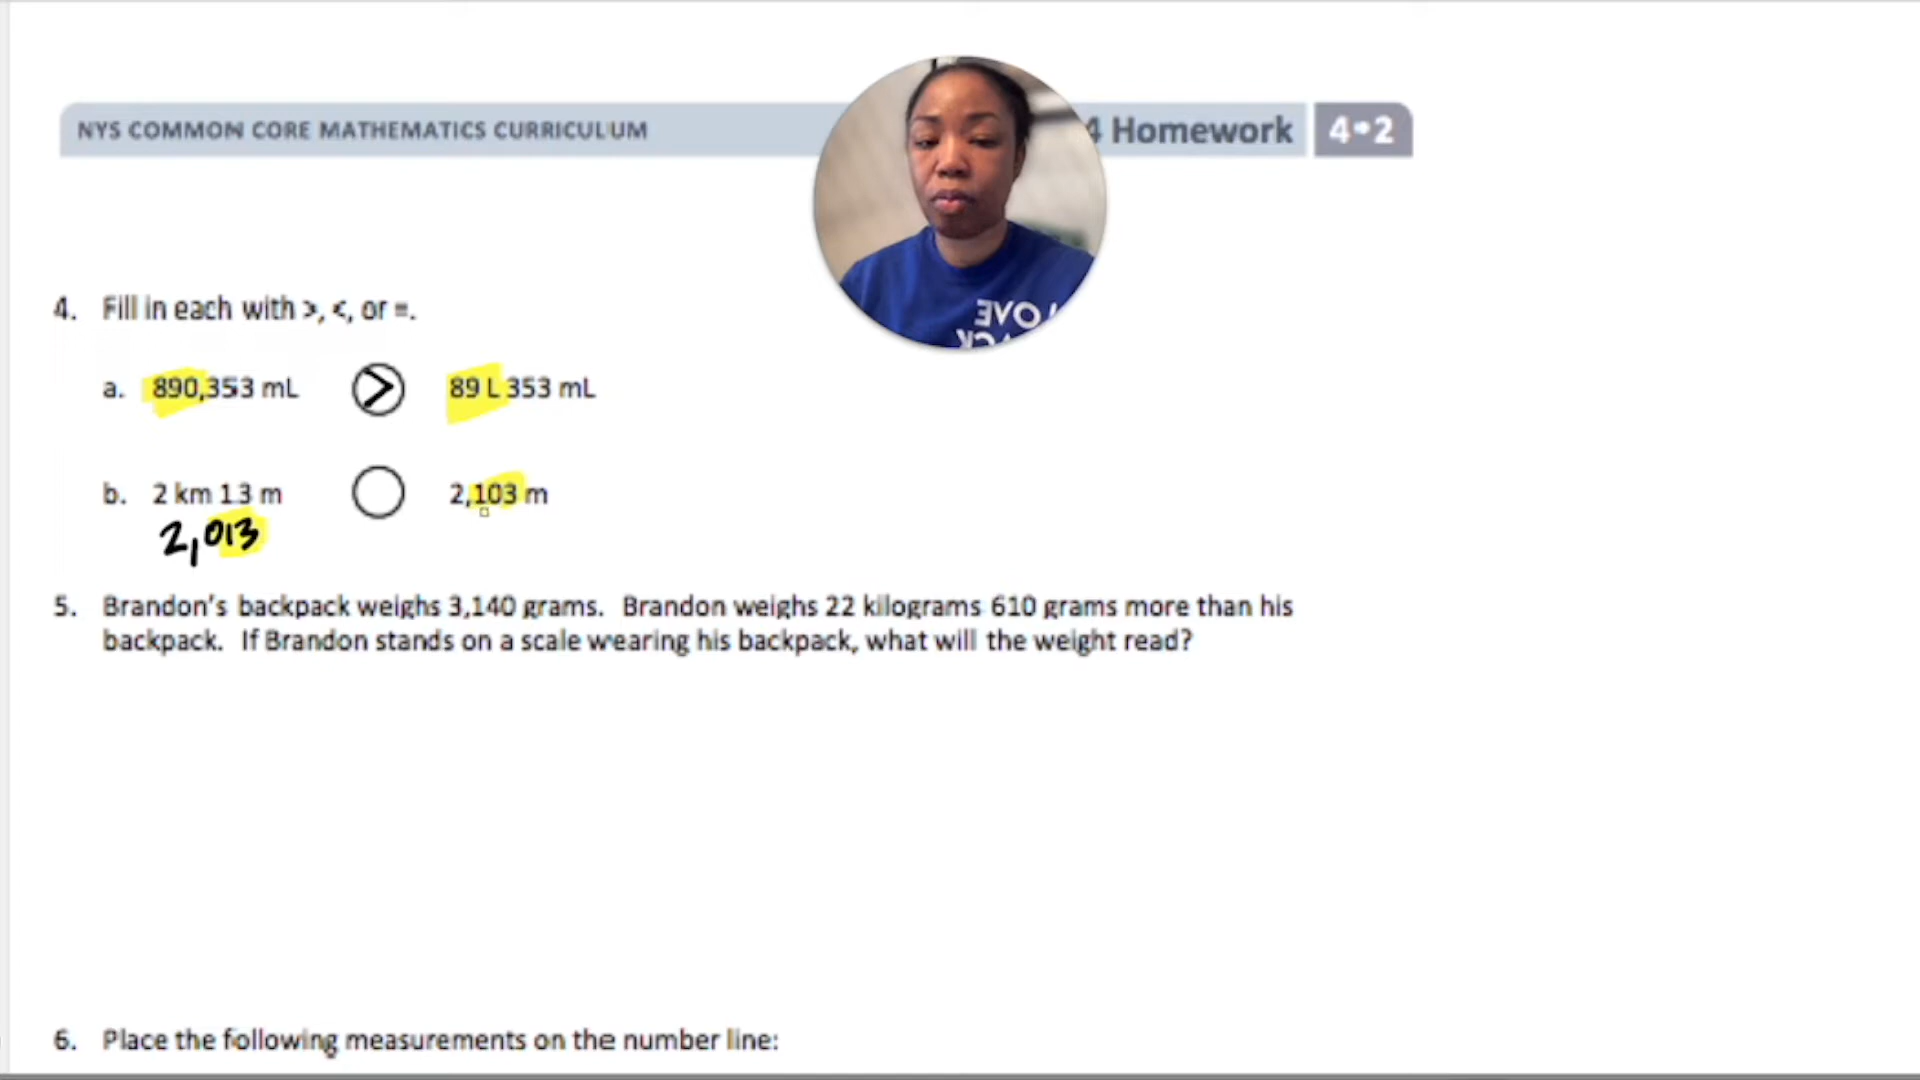 NYS COMMON CORE MATHEMATICS CURRICULUM
4 Homework 4•2
4. Fill in each with >, <, or =.
a. 890,353 mL > 89 L 353 mL
b. 2 km 13 m 2,103 m
2,013
5. Brandon's backpack weighs 3,140 grams. Brandon weighs 22 kilograms 610 grams more than his
backpack. If Brandon stands on a scale wearing his backpack, what will the weight read?
6. Place the following measurements on the number line: